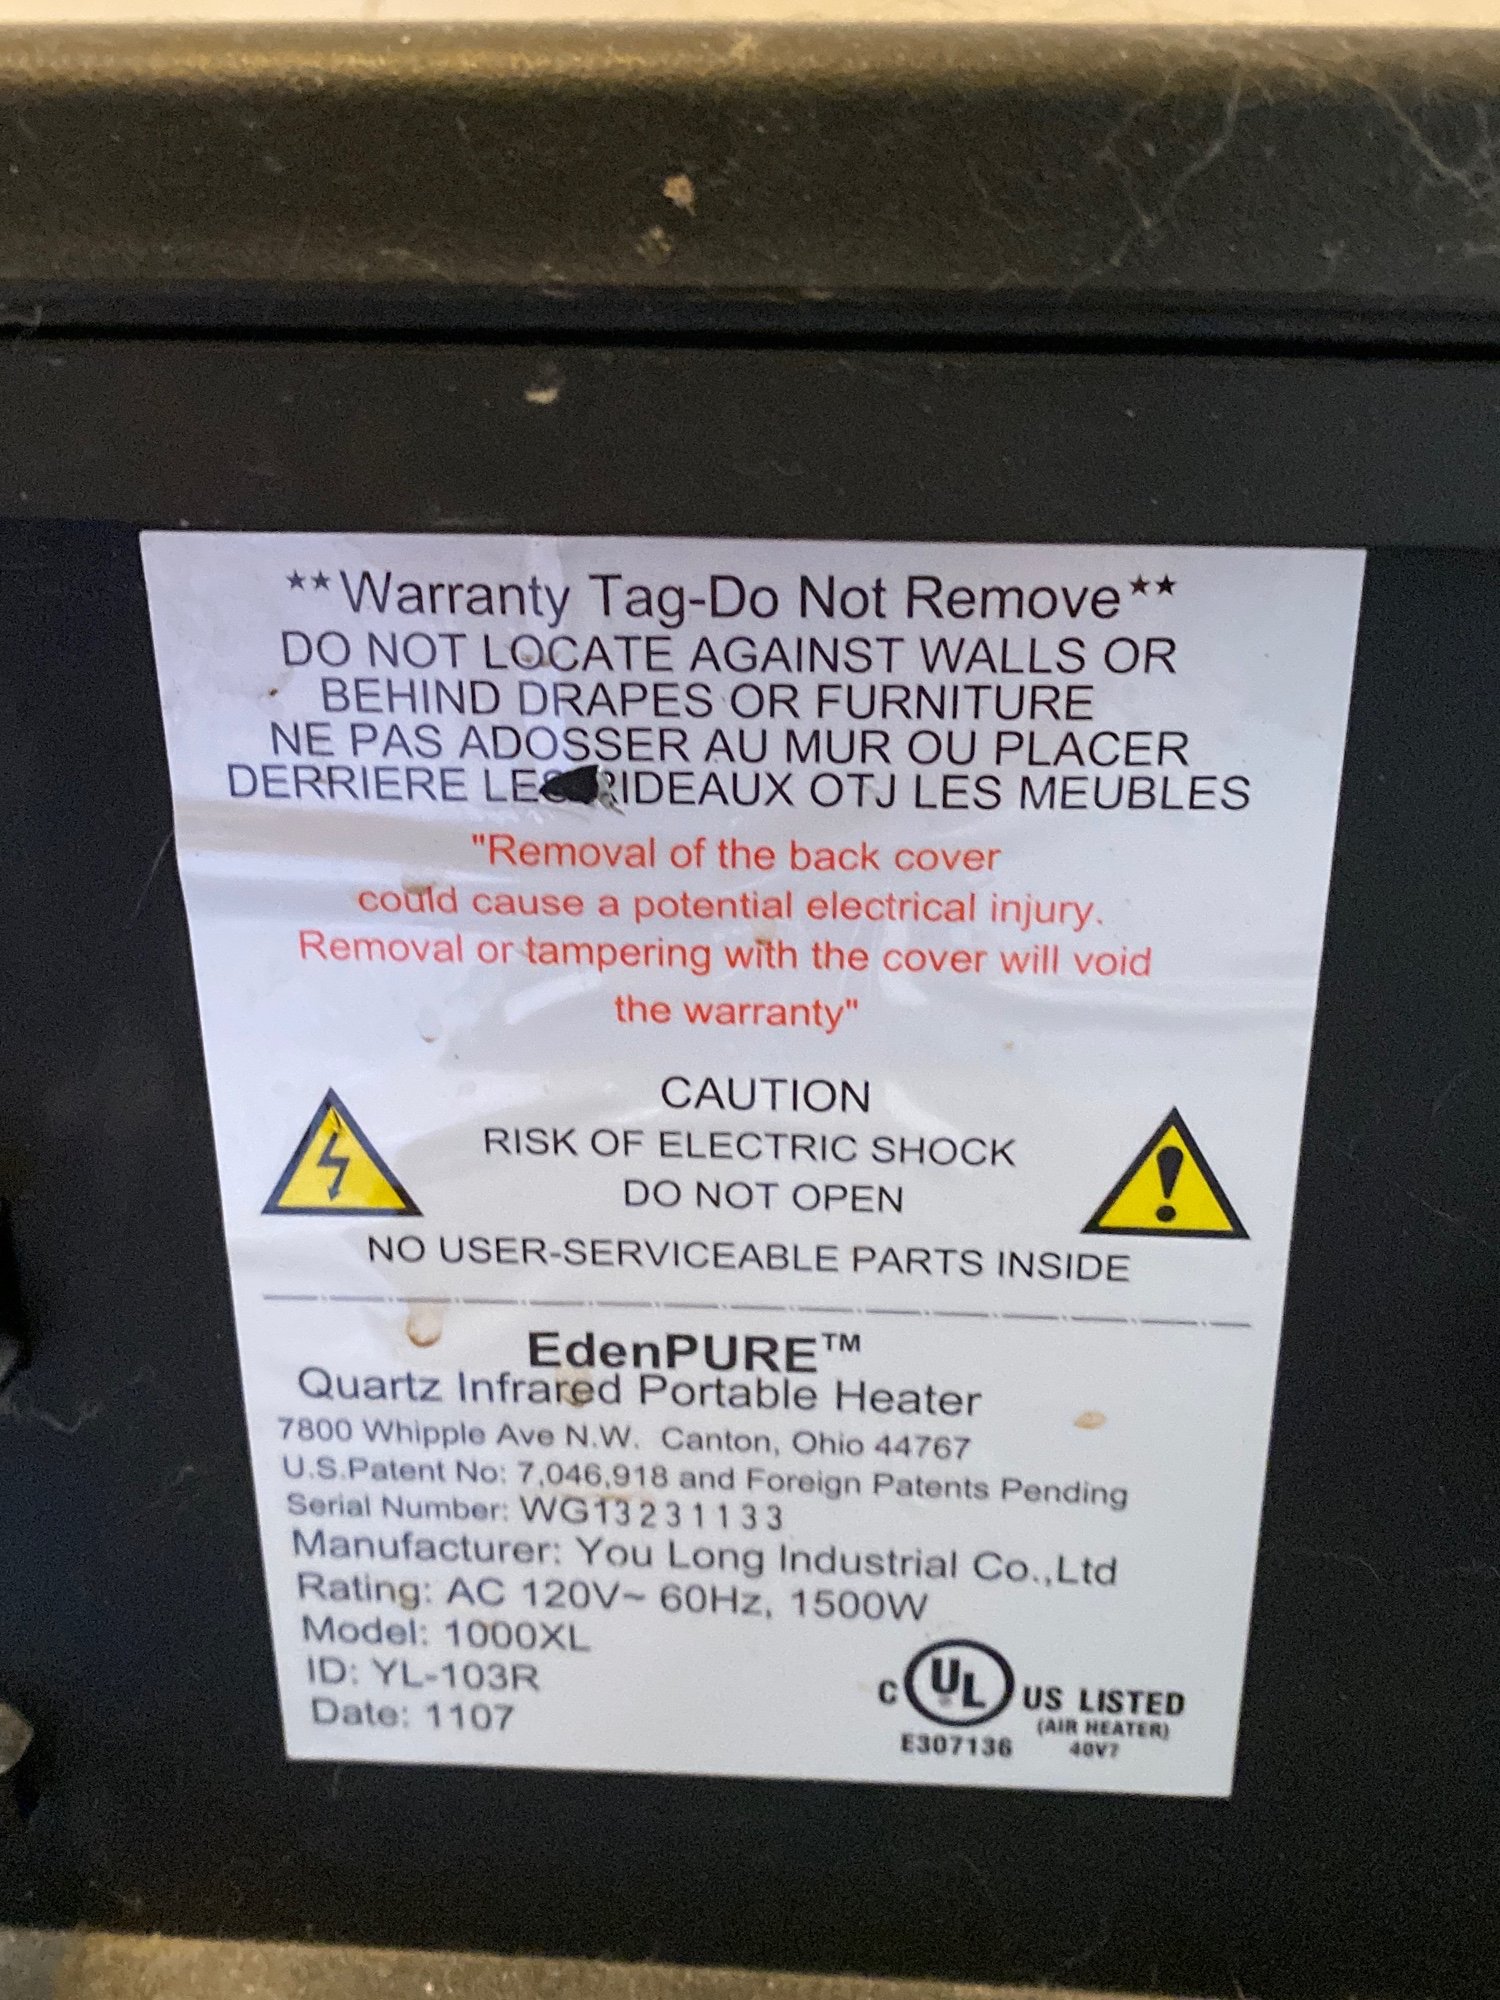 **Warranty Tag-Do Not Remove**
DO NOT LOCATE AGAINST WALLS OR
BEHIND DRAPES OR FURNITURE
NE PAS ADOSSER AU MUR OU PLACER
DERRIERE LES RIDEAUX OTJ LES MEUBLES
"Removal of the back cover
could cause a potential electrical injury.
Removal or tampering with the cover will void
the warranty"
CAUTION
RISK OF ELECTRIC SHOCK
DO NOT OPEN
NO USER-SERVICEABLE PARTS INSIDE
EdenPURE™
Quartz Infrared Portable Heater
7800 Whipple Ave N.W. Canton, Ohio 44767
U.S.Patent No: 7,046,918 and Foreign Patents Pending
Serial Number: WG13231133
Manufacturer: You Long Industrial Co.,Ltd
Rating: AC 120V~ 60Hz, 1500W
Model: 1000XL
ID: YL-103R
Date: 1107
C UL US LISTED
(AIR HEATER)
E307136 40V7